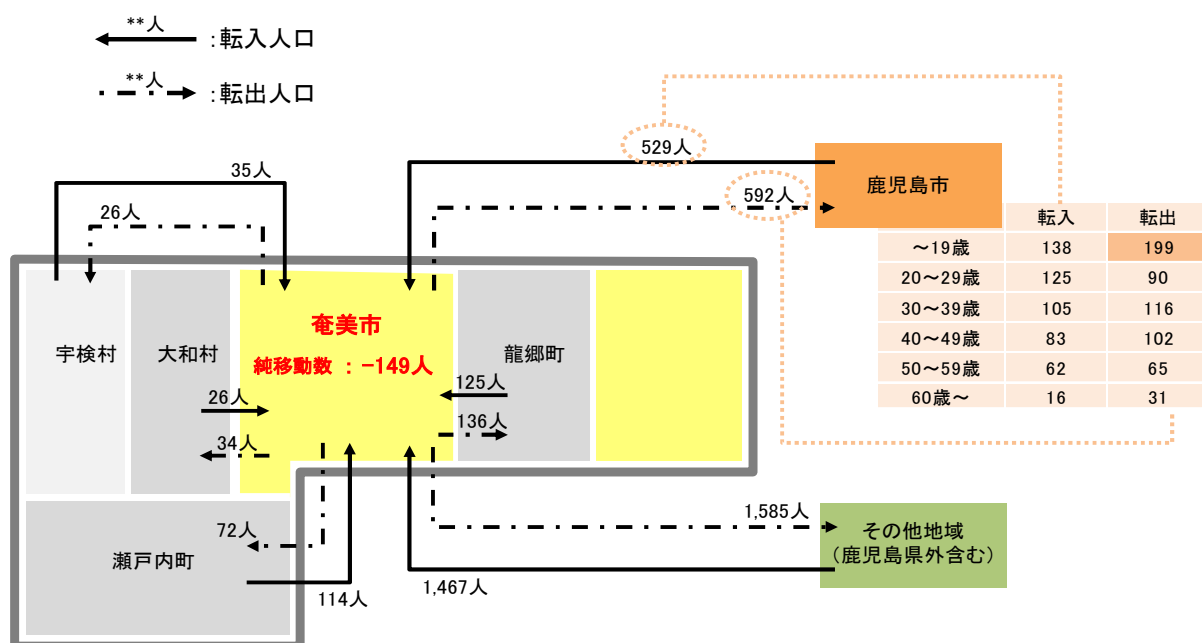 **人
:転入人口
**人
:転出人口
529人
鹿児島市
592人
転入 転出
～19歳 138 199
20～29歳 125 90
30～39歳 105 116
40～49歳 83 102
50～59歳 62 65
60歳～ 16 31
35人
26人
宇検村
大和村
奄美市
純移動数 : -149人
龍郷町
26人
34人
125人
136人
瀬戸内町
72人
114人
1,585人
1,467人
その他地域
(鹿児島県外含む)